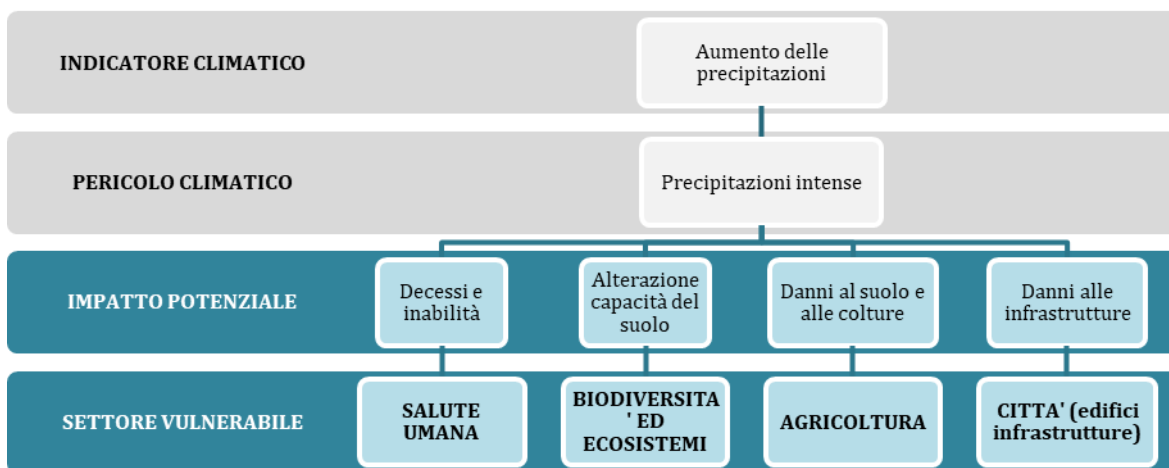 INDICATORE CLIMATICO
Aumento delle
precipitazioni
PERICOLO CLIMATICO
Precipitazioni intense
IMPATTO POTENZIALE
Decessi e
inabilità
Alterazione
capacità del
suolo
Danni al suolo e
alle colture
Danni alle
infrastrutture
SETTORE VULNERABILE
SALUTE
UMANA
BIODIVERSITA
' ED
ECOSISTEMI
AGRICOLTURA
CITTA' (edifici
infrastrutture)